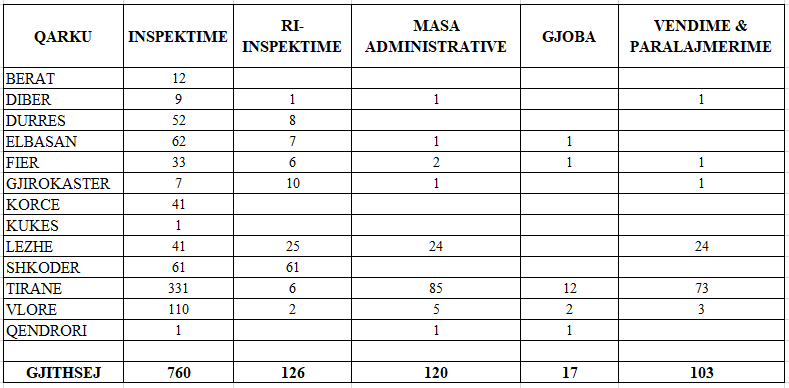 QARKU INSPEKTIME RI-INSPEKTIME MASA ADMINISTRATIVE GJOBA VENDIME & PARALAJMERIME
BERAT 12
DIBER 9 1 1 1
DURRES 52 8
ELBASAN 62 7 1 1
FIER 33 6 2 1 1
GJIROKASTER 7 10 1 1
KORCE 41
KUKES 1
LEZHE 41 25 24 24
SHKODER 61 61
TIRANE 331 6 85 12 73
VLORE 110 2 5 2 3
QENDRORI 1 1 1
GJITHSEJ 760 126 120 17 103